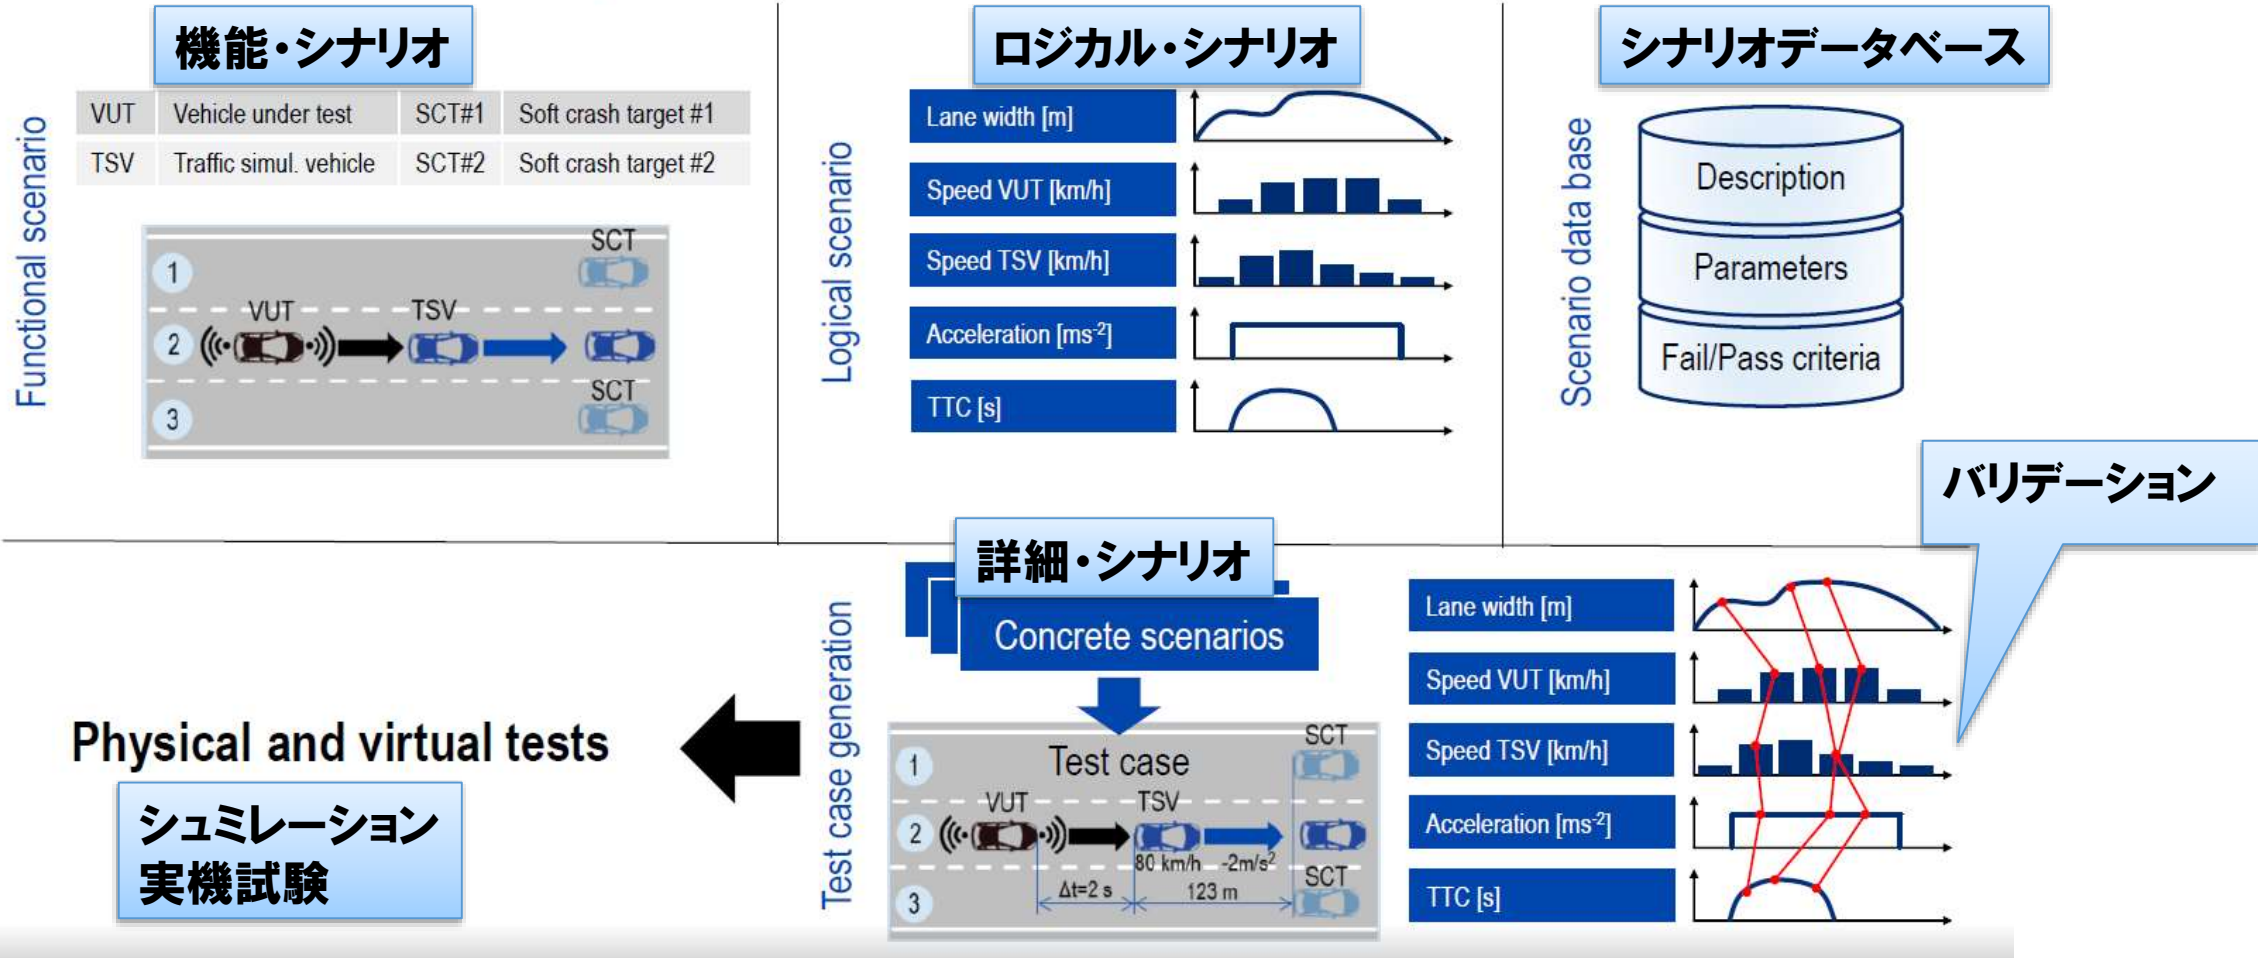 機能・シナリオ
Functional scenario
VUT Vehicle under test SCT#1 Soft crash target #1
TSV Traffic simul. vehicle SCT#2 Soft crash target #2
SCT
1
VUT TSV
2
SCT
3
ロジカル・シナリオ
Logical scenario
Lane width [m]
Speed VUT [km/h]
Speed TSV [km/h]
Acceleration [ms-2]
TTC [s]
シナリオデータベース
Scenario data base
Description
Parameters
Fail/Pass criteria
バリデーション
詳細・シナリオ
Test case generation
Concrete scenarios
SCT
1 Test case
VUT TSV
2
80 km/h -2m/s2
SCT
Δt=2 s 123 m
3
Lane width [m]
Speed VUT [km/h]
Speed TSV [km/h]
Acceleration [ms-2]
TTC [s]
Physical and virtual tests
シュミレーション
実機試験